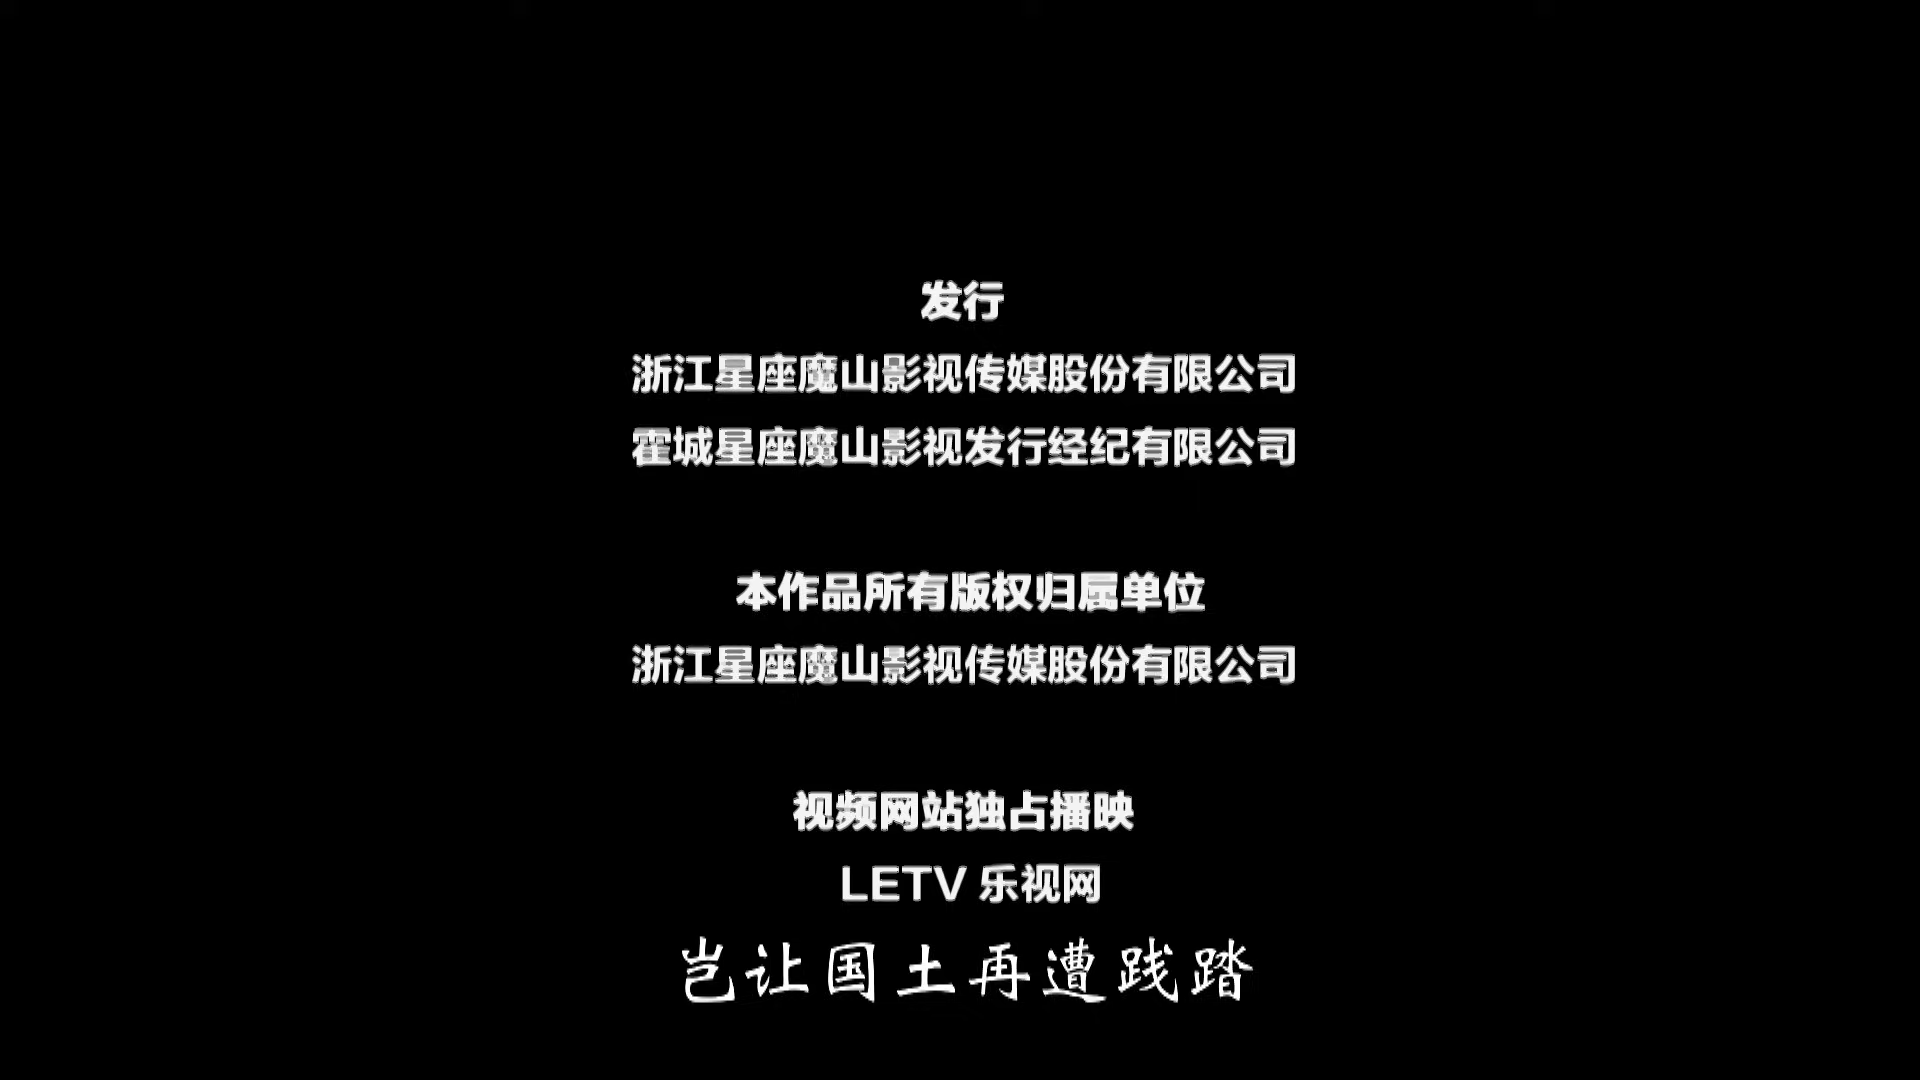 发行
浙江星座魔山影视传媒股份有限公司
霍城星座魔山影视发行经纪有限公司
本作品所有版权归属单位
浙江星座魔山影视传媒股份有限公司
视频网站独占播映
LETV 乐视网
岂让国土再遭践踏